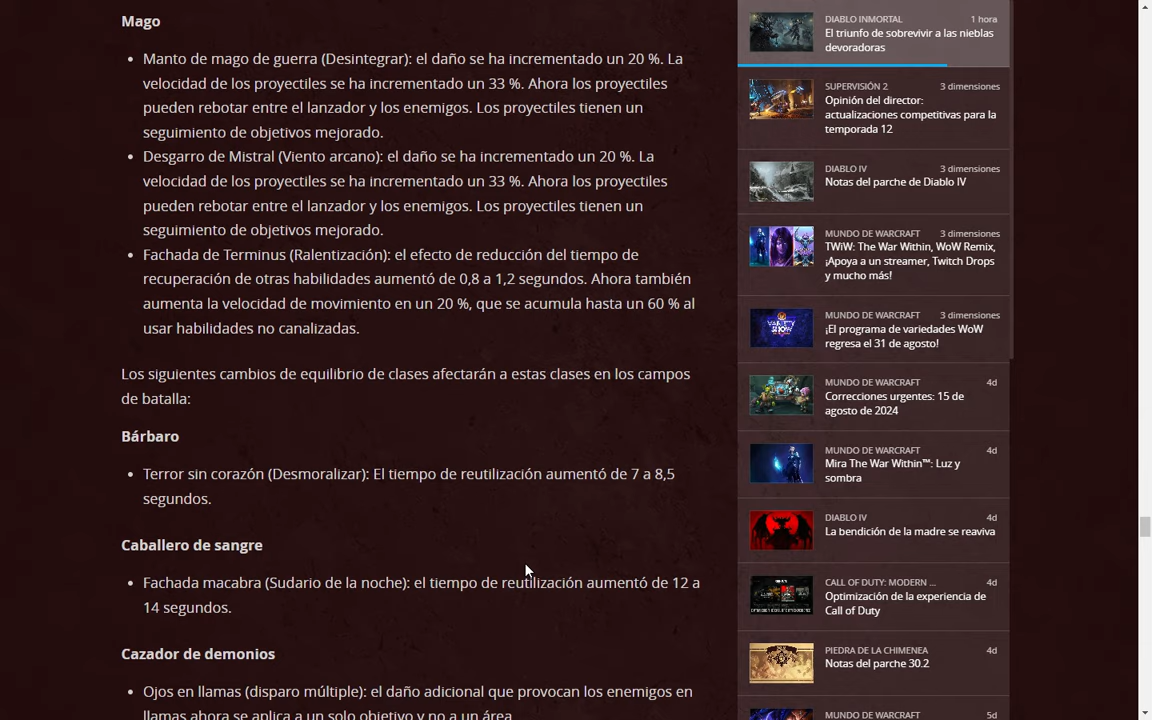 Mago
Manto de mago de guerra (Desintegrar): el daño se ha incrementado un 20 %. La
velocidad de los proyectiles se ha incrementado un 33 %. Ahora los proyectiles
pueden rebotar entre el lanzador y los enemigos. Los proyectiles tienen un
seguimiento de objetivos mejorado.
Desgarro de Mistral (Viento arcano): el daño se ha incrementado un 20 %. La
velocidad de los proyectiles se ha incrementado un 33 %. Ahora los proyectiles
pueden rebotar entre el lanzador y los enemigos. Los proyectiles tienen un
seguimiento de objetivos mejorado.
Fachada de Terminus (Ralentización): el efecto de reducción del tiempo de
recuperación de otras habilidades aumentó de 0,8 a 1,2 segundos. Ahora también
aumenta la velocidad de movimiento en un 20 %, que se acumula hasta un 60 % al
usar habilidades no canalizadas.
Los siguientes cambios de equilibrio de clases afectarán a estas clases en los campos
de batalla:
Bárbaro
Terror sin corazón (Desmoralizar): El tiempo de reutilización aumentó de 7 a 8,5
segundos.
Caballero de sangre
Fachada macabra (Sudario de la noche): el tiempo de reutilización aumentó de 12 a
14 segundos.
Cazador de demonios
Ojos en llamas (disparo múltiple): el daño adicional que provocan los enemigos en
llamas ahora se aplica a un solo objetivo y no a un área.
DIABLO INMORTAL 1 hora
El triunfo de sobrevivir a las nieblas
devoradoras
SUPERVISIÓN 2 3 dimensiones
Opinión del director:
actualizaciones competitivas para la
temporada 12
DIABLO IV 3 dimensiones
Notas del parche de Diablo IV
MUNDO DE WARCRAFT 3 dimensiones
TWiW: The War Within, WoW Remix,
¡Apoya a un streamer, Twitch Drops
y mucho más!
MUNDO DE WARCRAFT 3 dimensiones
¡El programa de variedades WoW
regresa el 31 de agosto!
MUNDO DE WARCRAFT 4d
Correcciones urgentes: 15 de
agosto de 2024
MUNDO DE WARCRAFT 4d
Mira The War Within™: Luz y
sombra
DIABLO IV 4d
La bendición de la madre se reaviva
CALL OF DUTY: MODERN ... 4d
Optimización de la experiencia de
Call of Duty
PIEDRA DE LA CHIMENEA 4d
Notas del parche 30.2
MUNDO DE WARCRAFT 5d